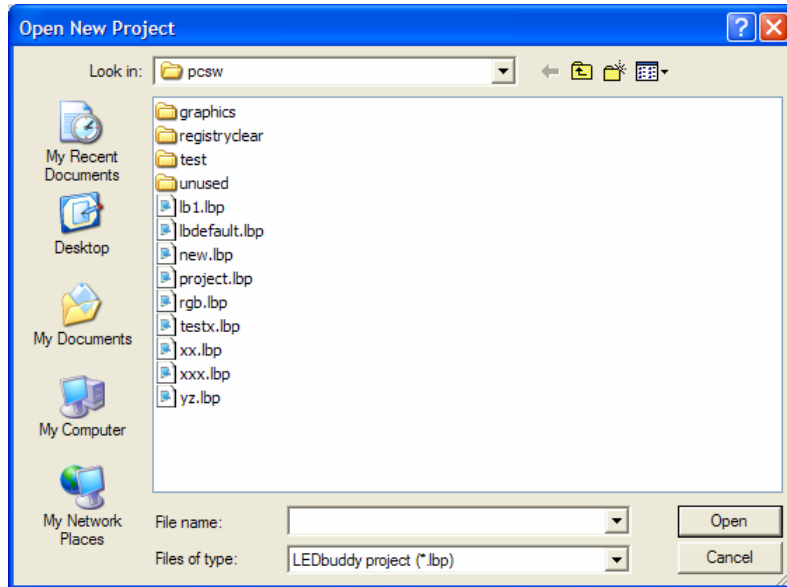 Open New Project
Look in:
pcsw
My Recent
Documents
Desktop
My Documents
My Computer
My Network
Places
graphics
registryclear
test
unused
lb1.lbp
lbdefault.lbp
new.lbp
project.lbp
rgb.lbp
testx.lbp
xx.lbp
xxx.lbp
yz.lbp
File name:
Open
Files of type:
LEDbuddy project (*.lbp)
Cancel